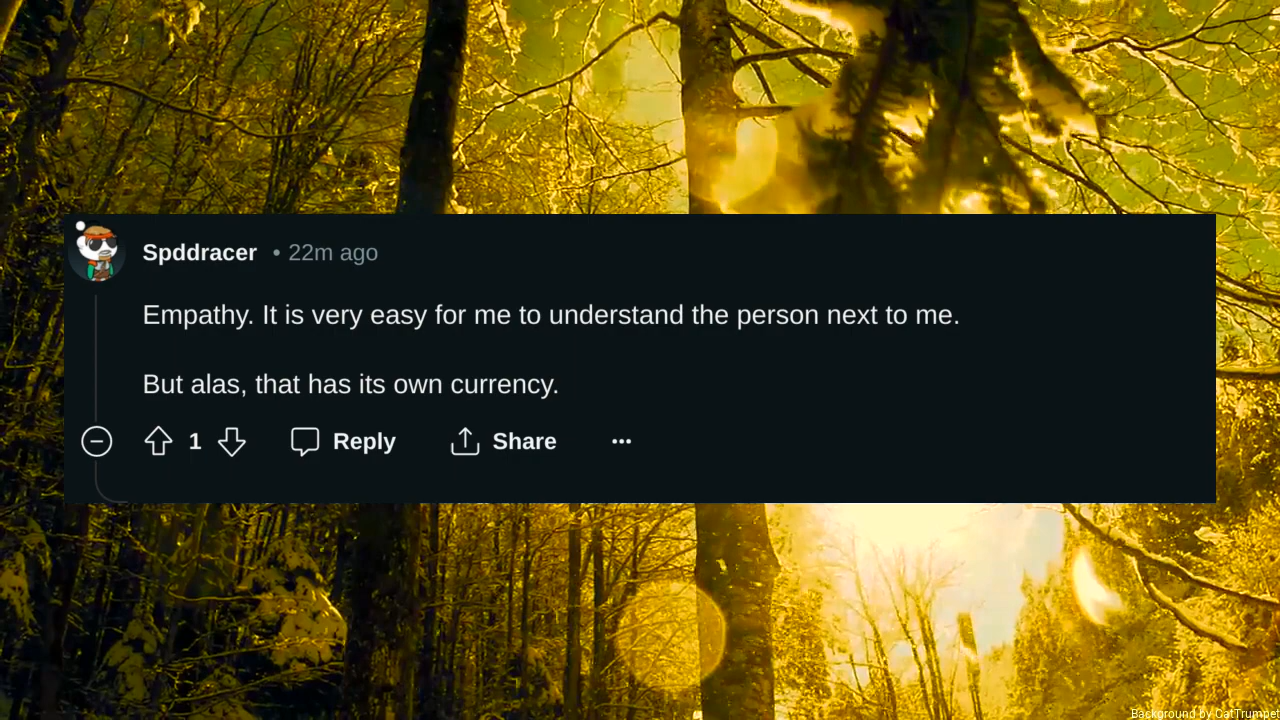 Spddracer • 22m ago
Empathy. It is very easy for me to understand the person next to me.
But alas, that has its own currency.
1 Reply Share
Background by CatTrumpet